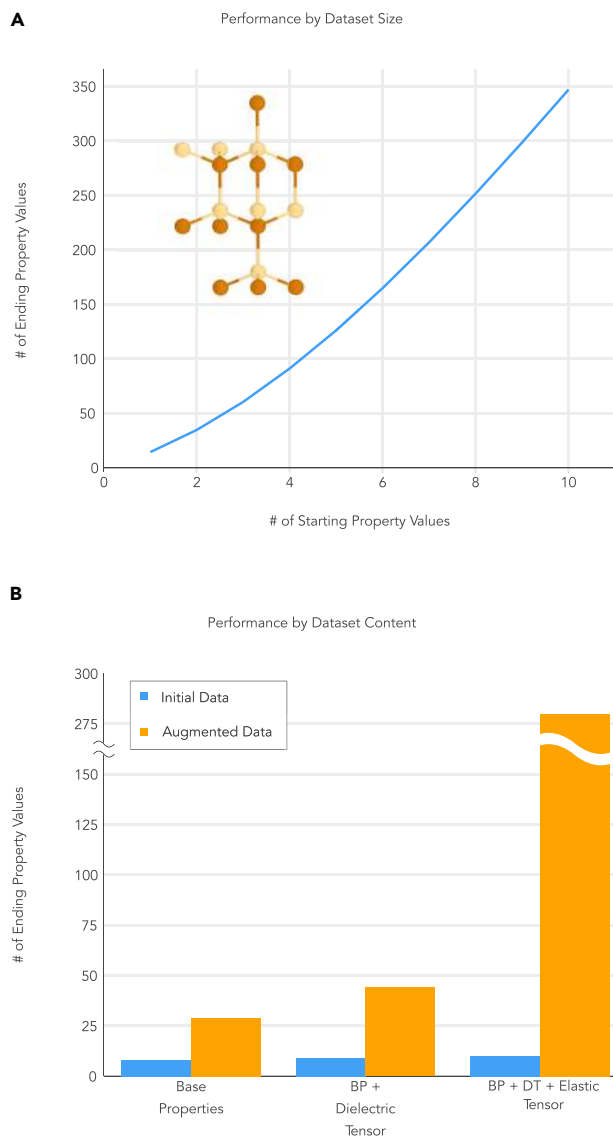 A
Performance by Dataset Size
# of Ending Property Values
350
300
250
200
150
100
50
0
0 2 4 6 8 10
# of Starting Property Values
B
Performance by Dataset Content
# of Ending Property Values
300
275
150
125
100
75
50
25
0
Initial Data
Augmented Data
Base
Properties
BP +
Dielectric
Tensor
BP + DT + Elastic
Tensor